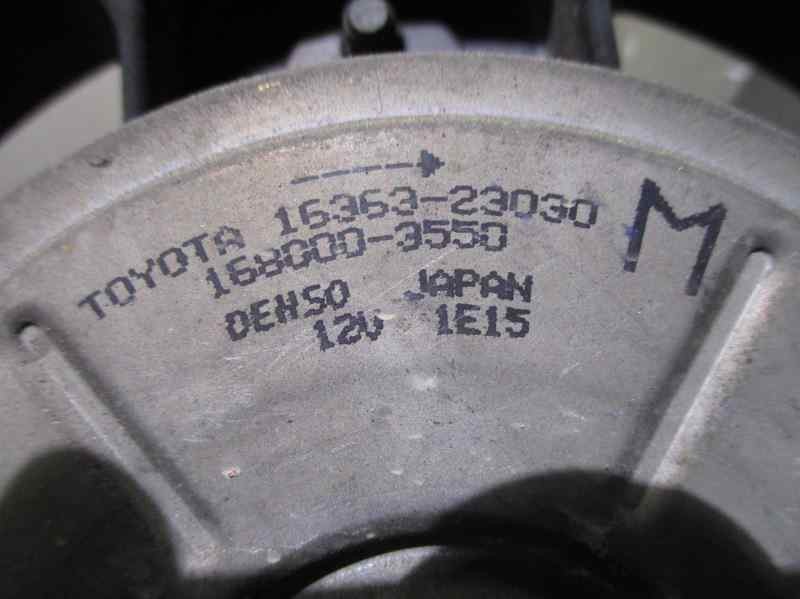 TOYOTA 16363-23030
168000-3550
DENSO JAPAN
12V 1E15
M